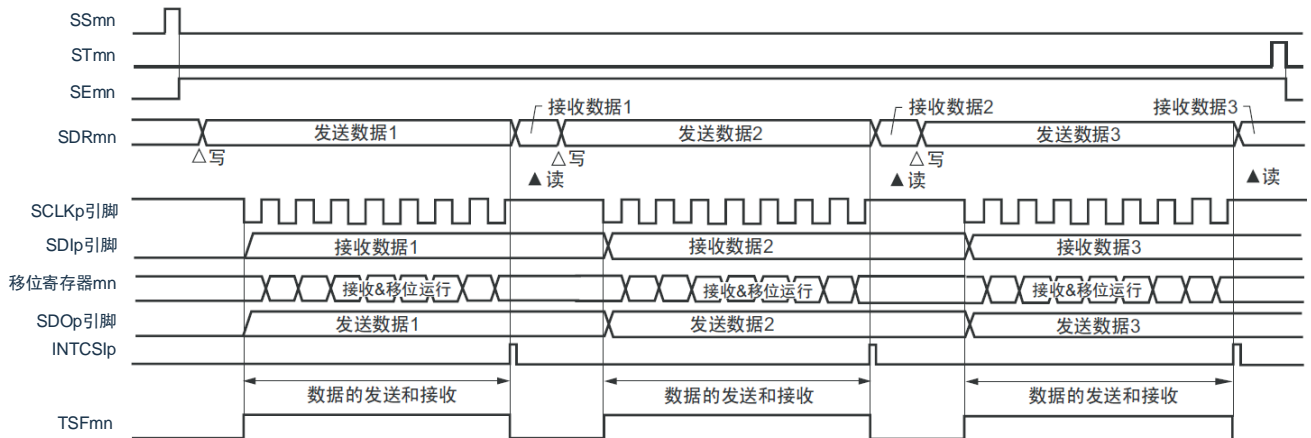 SSmn
STmn
SEmn
接收数据1 接收数据2 接收数据3
SDRmn 发送数据1 发送数据2 发送数据3
△写 △写 △写
▲读 ▲读 ▲读
SCLKp引脚
SDIp引脚 接收数据1 接收数据2 接收数据3
移位寄存器mn 接收&移位运行 接收&移位运行 接收&移位运行
SDOp引脚 发送数据1 发送数据2 发送数据3
INTCSIp
数据的发送和接收 数据的发送和接收 数据的发送和接收
TSFmn